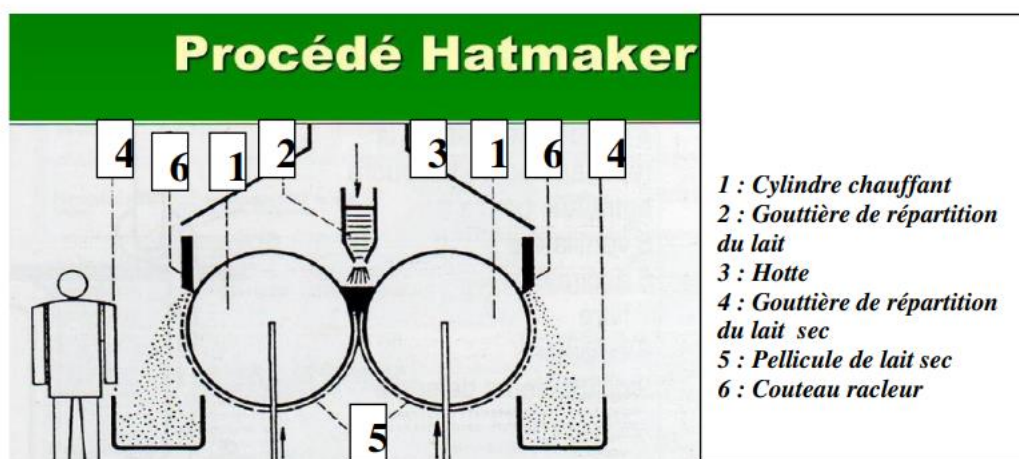 Procédé Hatmaker
4 6 1 2 3 1 6 4
5
1 : Cylindre chauffant
2 : Gouttière de répartition
du lait
3 : Hotte
4 : Gouttière de répartition
du lait sec
5 : Pellicule de lait sec
6 : Couteau racleur